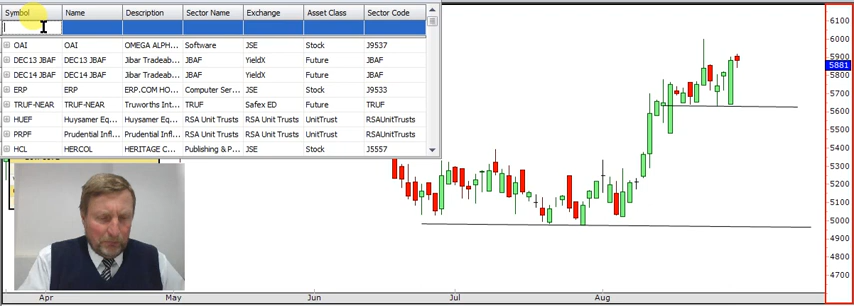 Symbol Name Description Sector Name Exchange Asset Class Sector Code
OAI OAI OMEGA ALPH... Software JSE Stock J9537
DEC13 JBAF DEC13 JBAF Jbar Tradeab... JBAF YieldX Future JBAF
DEC14 JBAF DEC14 JBAF Jbar Tradeab... JBAF YieldX Future JBAF
ERP ERP ERP.COM HO... Computer Ser... JSE Stock J9533
TRUF-NEAR TRUF-NEAR Truworths Int... TRUF Safex ED Future TRUF
HUEF Huysamer Eq... Huysamer Eq... RSA Unit Trusts RSA Unit Trusts UnitTrust RSAUnitTrusts
PRPF Prudential Infl... Prudential Infl... RSA Unit Trusts RSA Unit Trusts UnitTrust RSAUnitTrusts
HCL HERCOL HERITAGE C... Publishing & P... JSE Stock J5557
6100
6000
5881
5800
5700
5600
5500
5400
5300
5200
5100
5000
4900
4800
4700
Apr May Jun Jul Aug